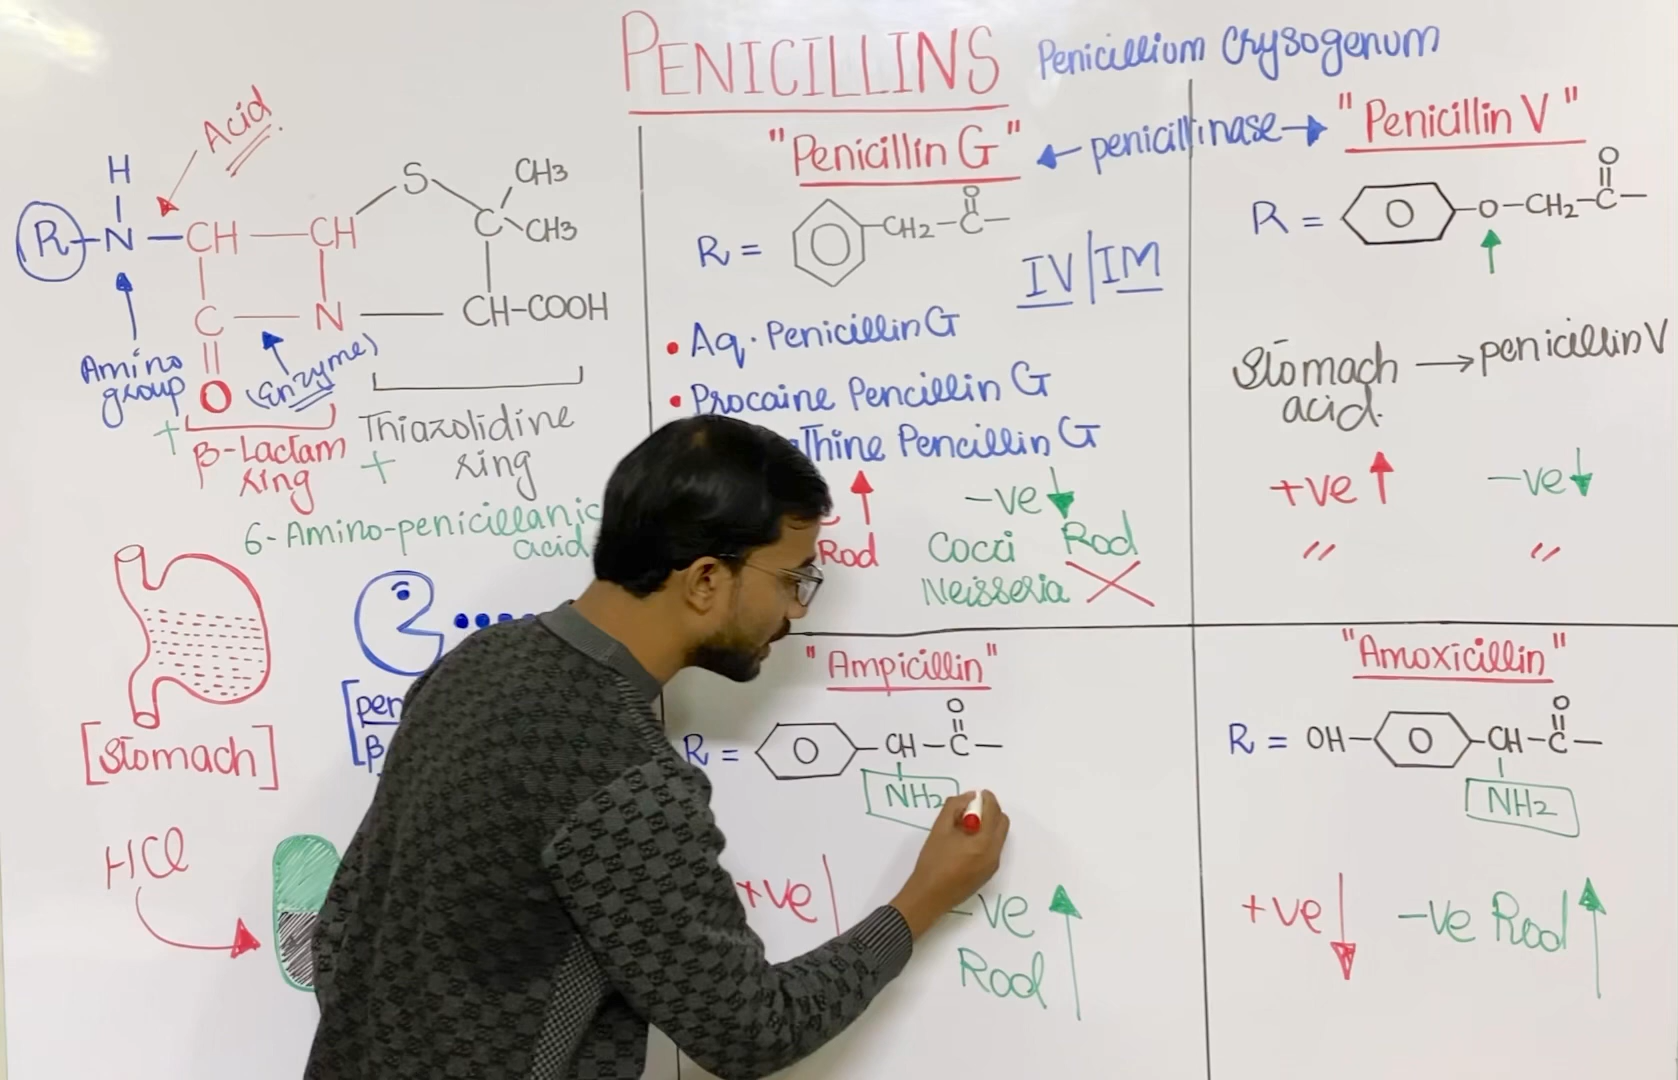 PENICILLINS
Penicillium Crysogenum
Acid
H
R-N-CH-CH
S
CH3
C
CH3
C-N-CH-COOH
O
Amino
group
(Enzyme)
+
β-Lactam
ring
+
Thiazolidine
ring
6-Amino-penicillanic
acid
[Stomach]
HCl
"Penicillin G"
← penicillinase →
R = CH2-C-
O
IV/IM
• Aq. Penicillin G
• Procaine Pencillin G
Thine Pencillin G
Rod
-ve
Cocci Rod
Neisseria
"Penicillin V"
R = O-O-CH2-C-
O
Stomach → penicillin V
acid.
+ve -ve
" "
"Ampicillin"
O
R = O-CH-C-
NH2
+ve
-ve
Rod
"Amoxicillin"
O
R = OH-O-CH-C-
NH2
+ve -ve Rod